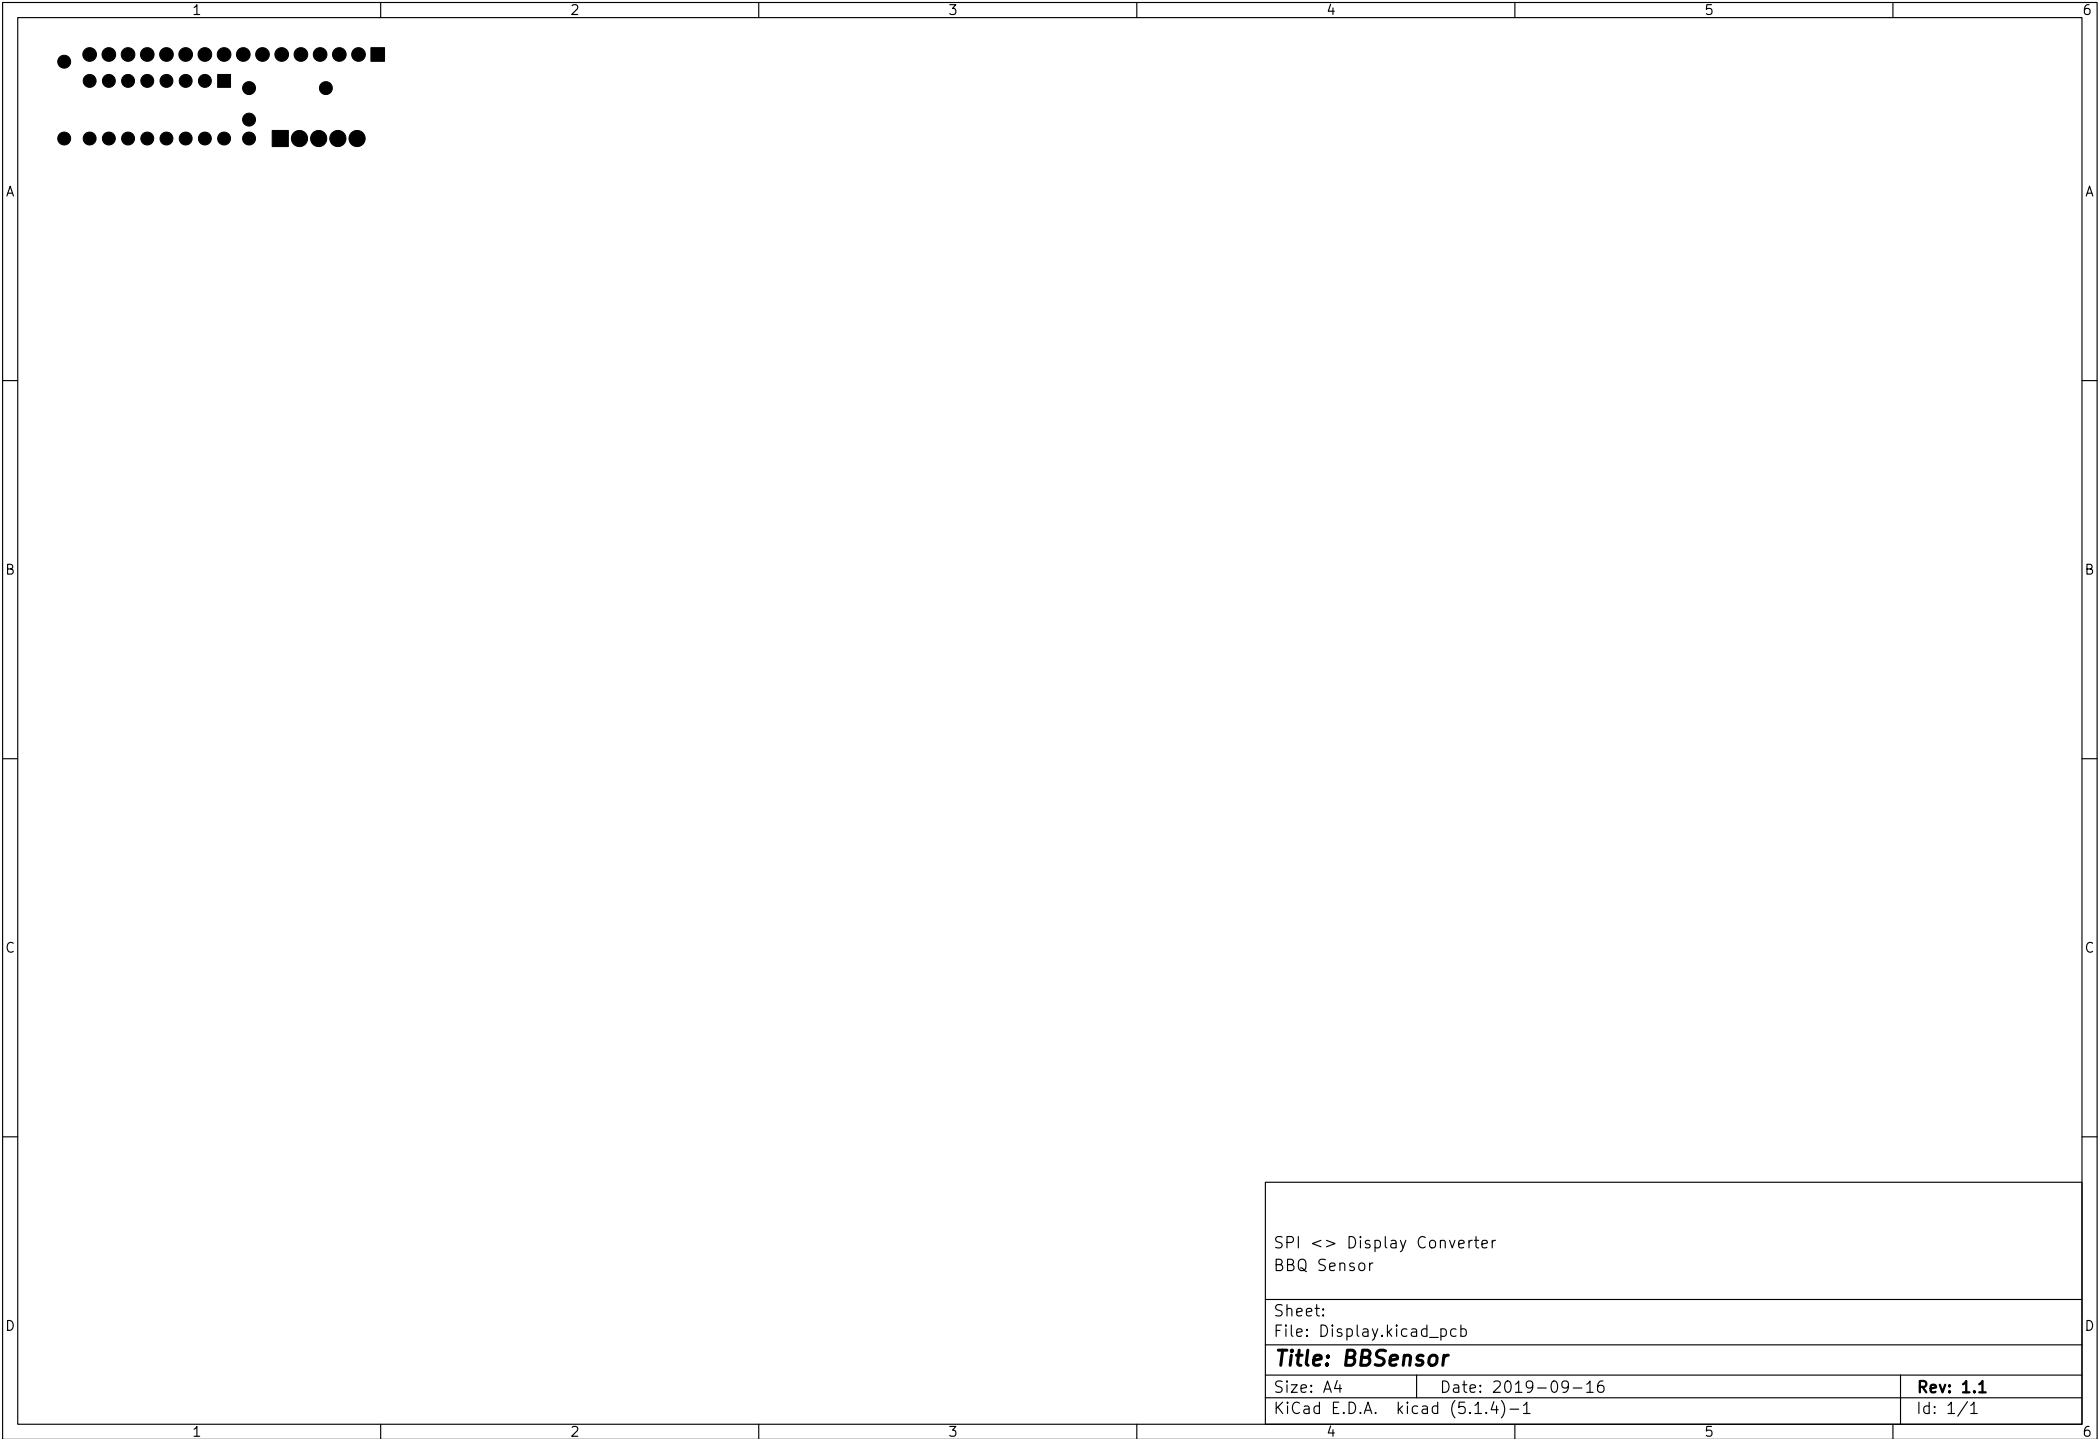 1 2 3 4 5 6
A A
B B
C C
SPI <> Display Converter
BBQ Sensor
Sheet:
D D
File: Display.kicad_pcb
Title: BBSensor
Size: A4 Date: 2019-09-16 Rev: 1.1
KiCad E.D.A. kicad (5.1.4)-1 Id: 1/1
1 2 3 4 5 6